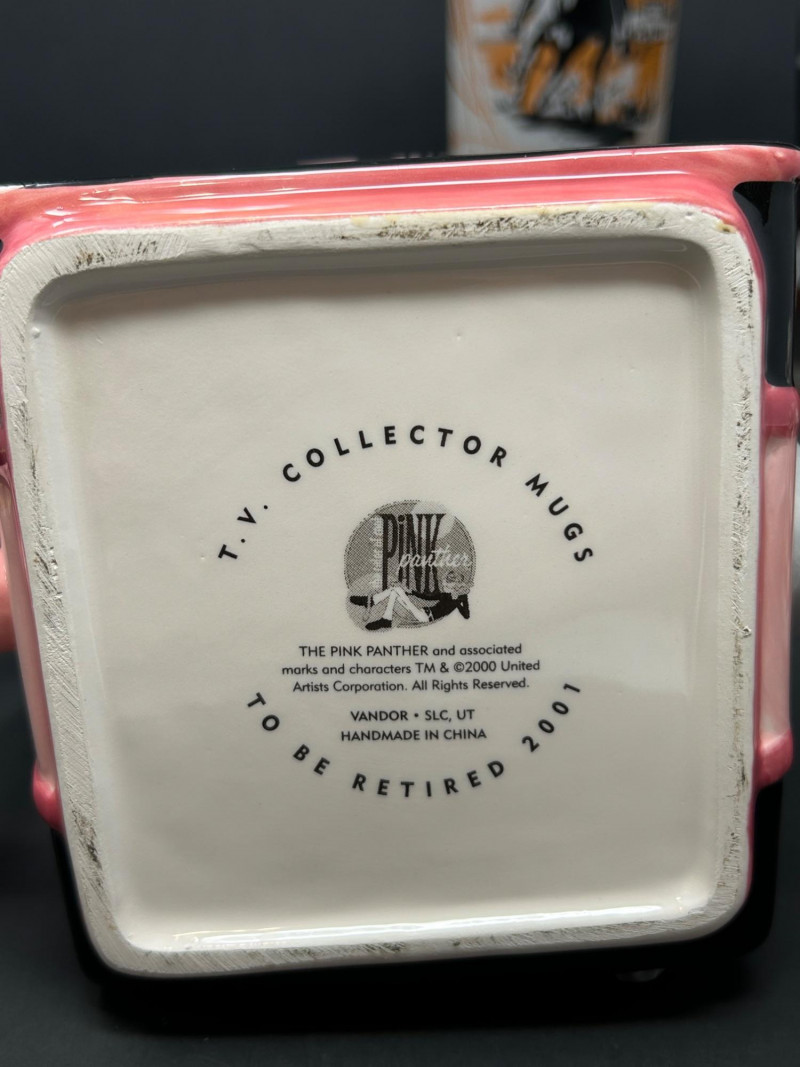 T.V. COLLECTOR MUGS
PiNK
panther
THE PINK PANTHER and associated
marks and characters TM & ©2000 United
Artists Corporation. All Rights Reserved.
VANDOR • SLC, UT
HANDMADE IN CHINA
TO BE RETIRED 2001